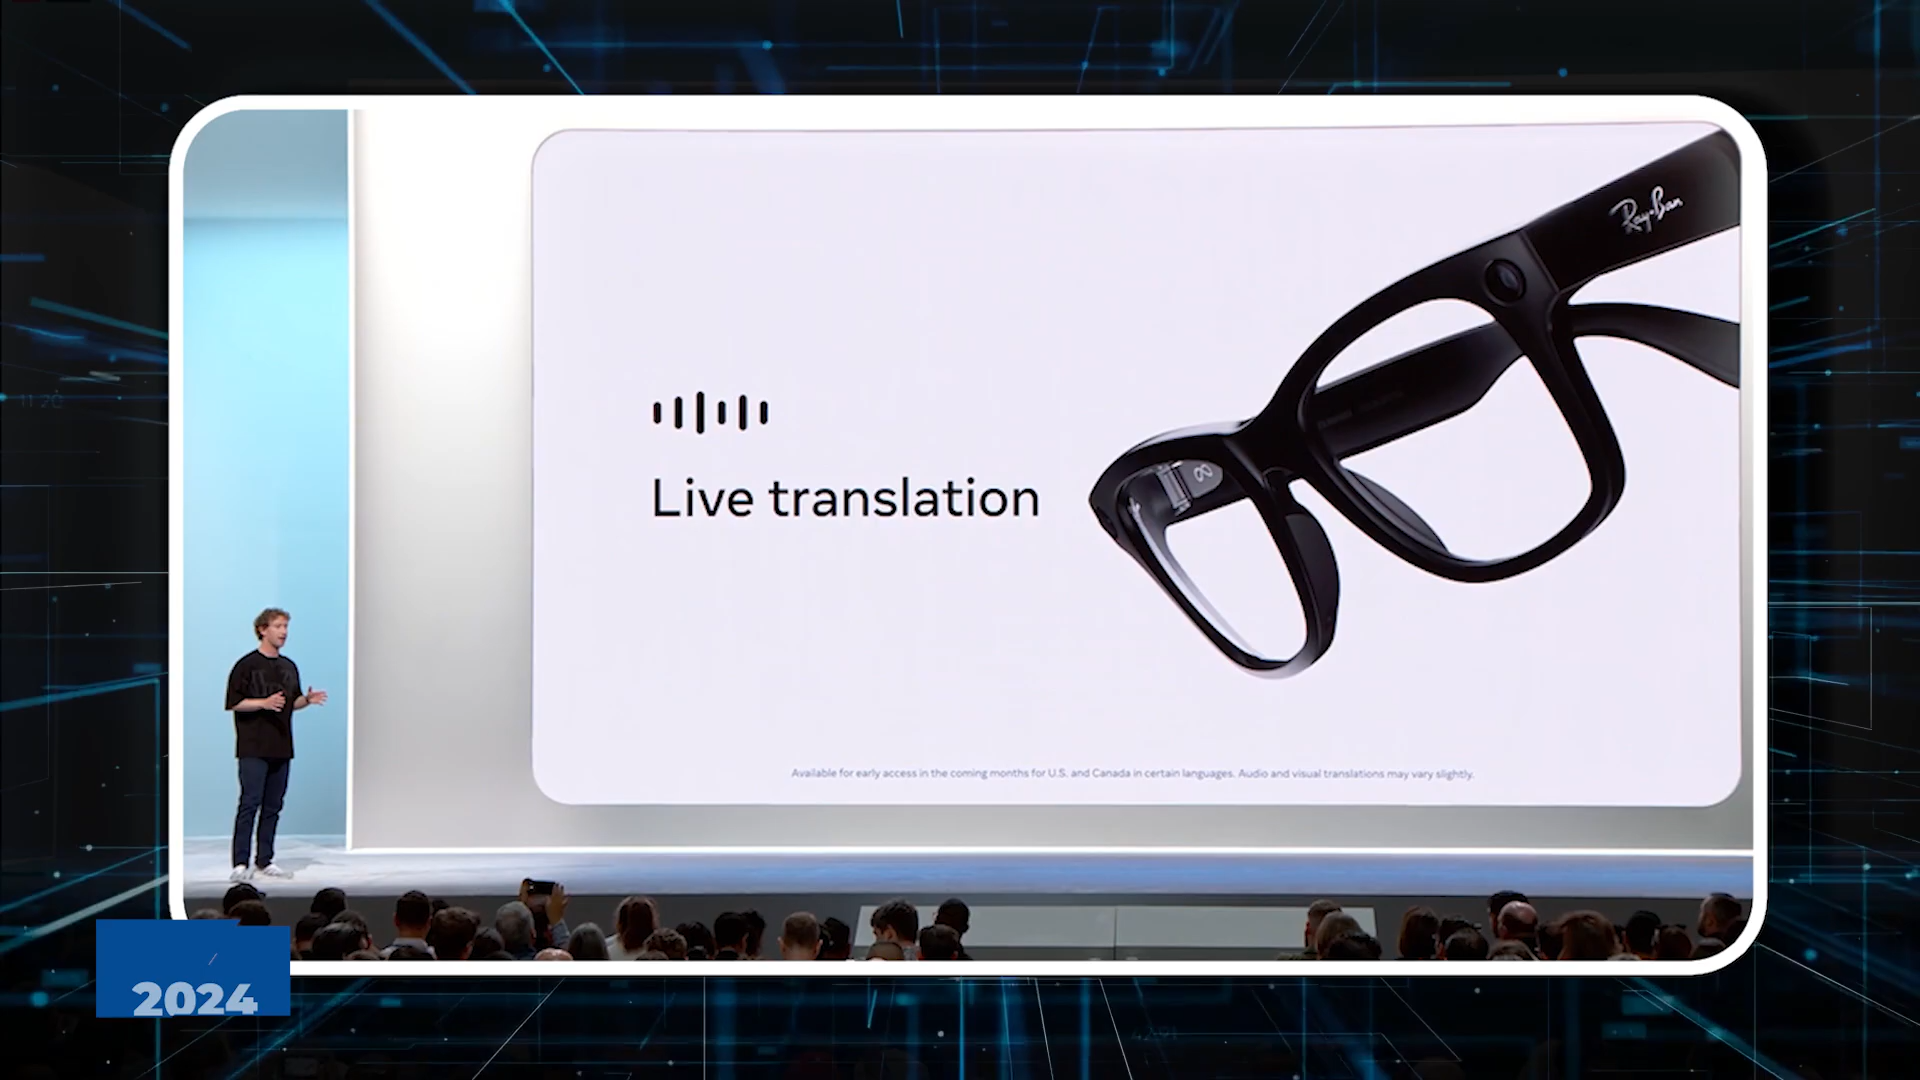 Ray-Ban
Live translation
Available for early access in the coming months for U.S. and Canada in certain languages. Audio and visual translations may vary slightly.
2024